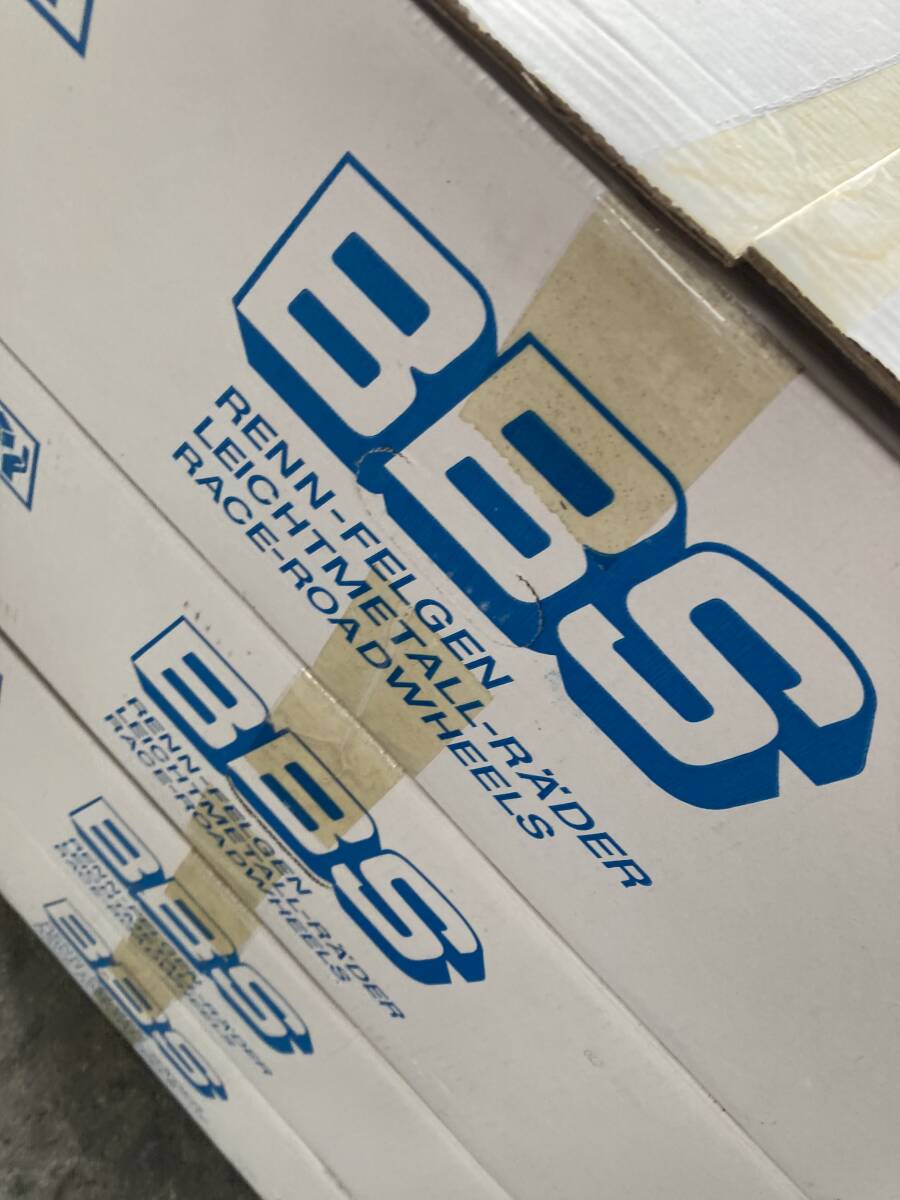 BBS
RENN-FELGEN
LEICHTMETALL-RÄDER
RACE-ROADWHEELS
BBS
RENN-FELGEN
LEICHTMETALL-RÄDER
RACE-ROADWHEELS
BBS
BBS